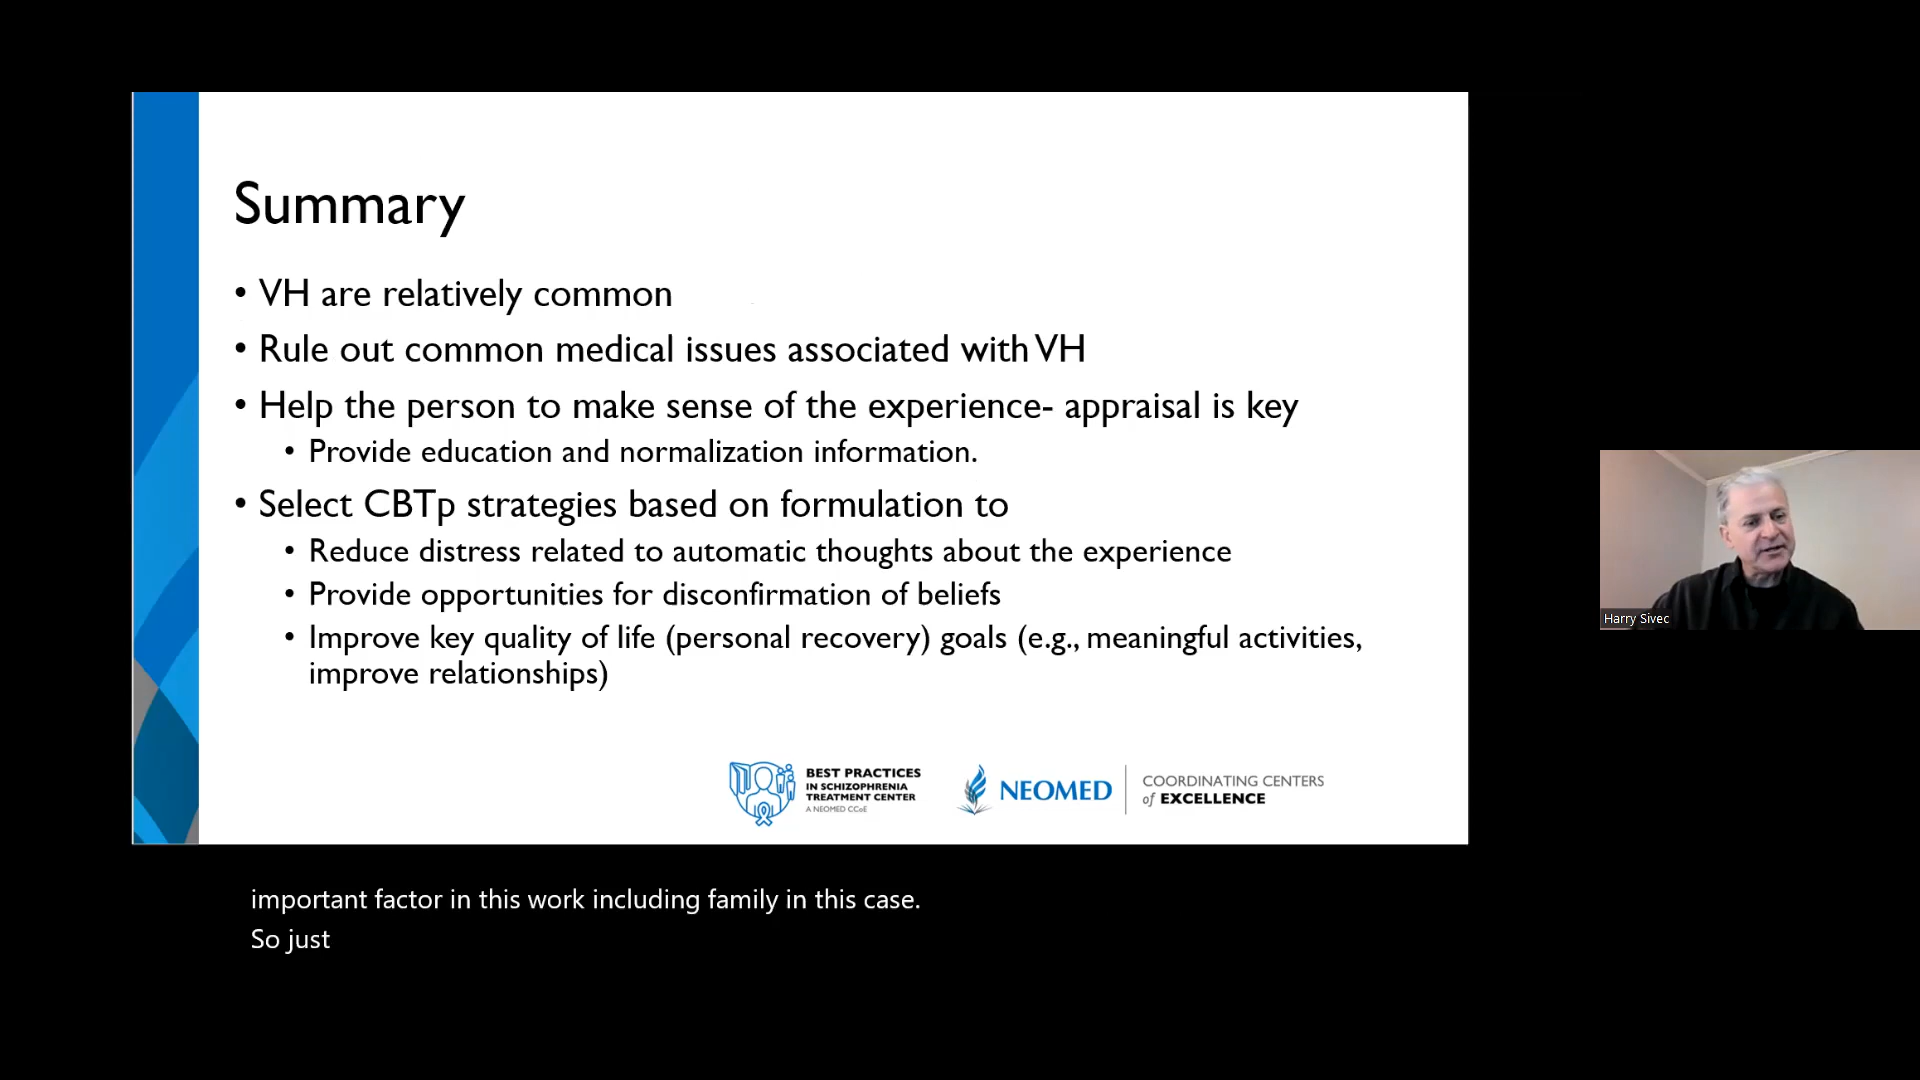 Summary
• VH are relatively common
• Rule out common medical issues associated with VH
• Help the person to make sense of the experience- appraisal is key
• Provide education and normalization information.
• Select CBTp strategies based on formulation to
• Reduce distress related to automatic thoughts about the experience
• Provide opportunities for disconfirmation of beliefs
• Improve key quality of life (personal recovery) goals (e.g., meaningful activities,
improve relationships)
BEST PRACTICES
IN SCHIZOPHRENIA
TREATMENT CENTER
A NEOMED CCoE
NEOMED
COORDINATING CENTERS
of EXCELLENCE
Harry Sivec
important factor in this work including family in this case.
So just